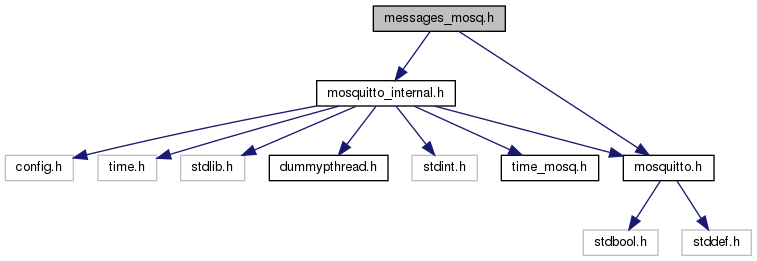 messages_mosq.h
mosquitto_internal.h
config.h
time.h
stdlib.h
dummypthread.h
stdint.h
time_mosq.h
mosquitto.h
stdbool.h
stddef.h